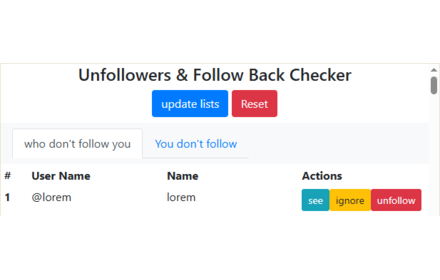 Unfollowers & Follow Back Checker
update lists Reset
who don't follow you You don't follow
# User Name Name Actions
1 @lorem lorem see ignore unfollow